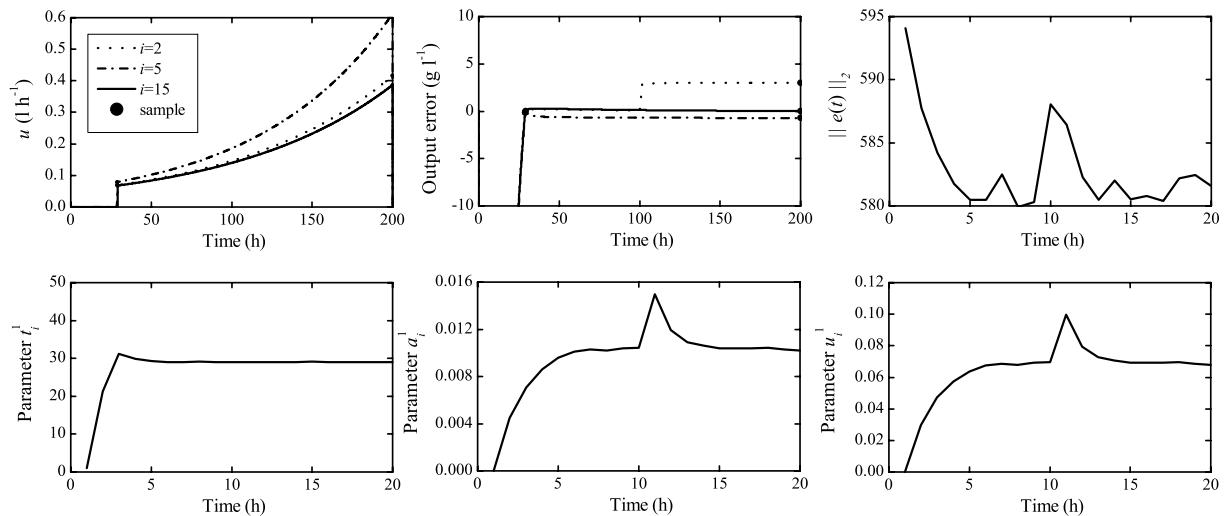 0.6
0.5
0.4
0.3
0.2
0.1
0.0
u (l h⁻¹)
i=2
i=5
i=15
sample
0 50 100 150 200
Time (h)
10
5
0
-5
-10
Output error (g l⁻¹)
0 50 100 150 200
Time (h)
595
590
585
580
|| e(t) ||₂
0 5 10 15 20
Time (h)
50
40
30
20
10
0
Parameter tᵢ¹
0 5 10 15 20
Time (h)
0.016
0.012
0.008
0.004
0.000
Parameter aᵢ¹
0 5 10 15 20
Time (h)
0.12
0.10
0.08
0.06
0.04
0.02
0.00
Parameter uᵢ¹
0 5 10 15 20
Time (h)